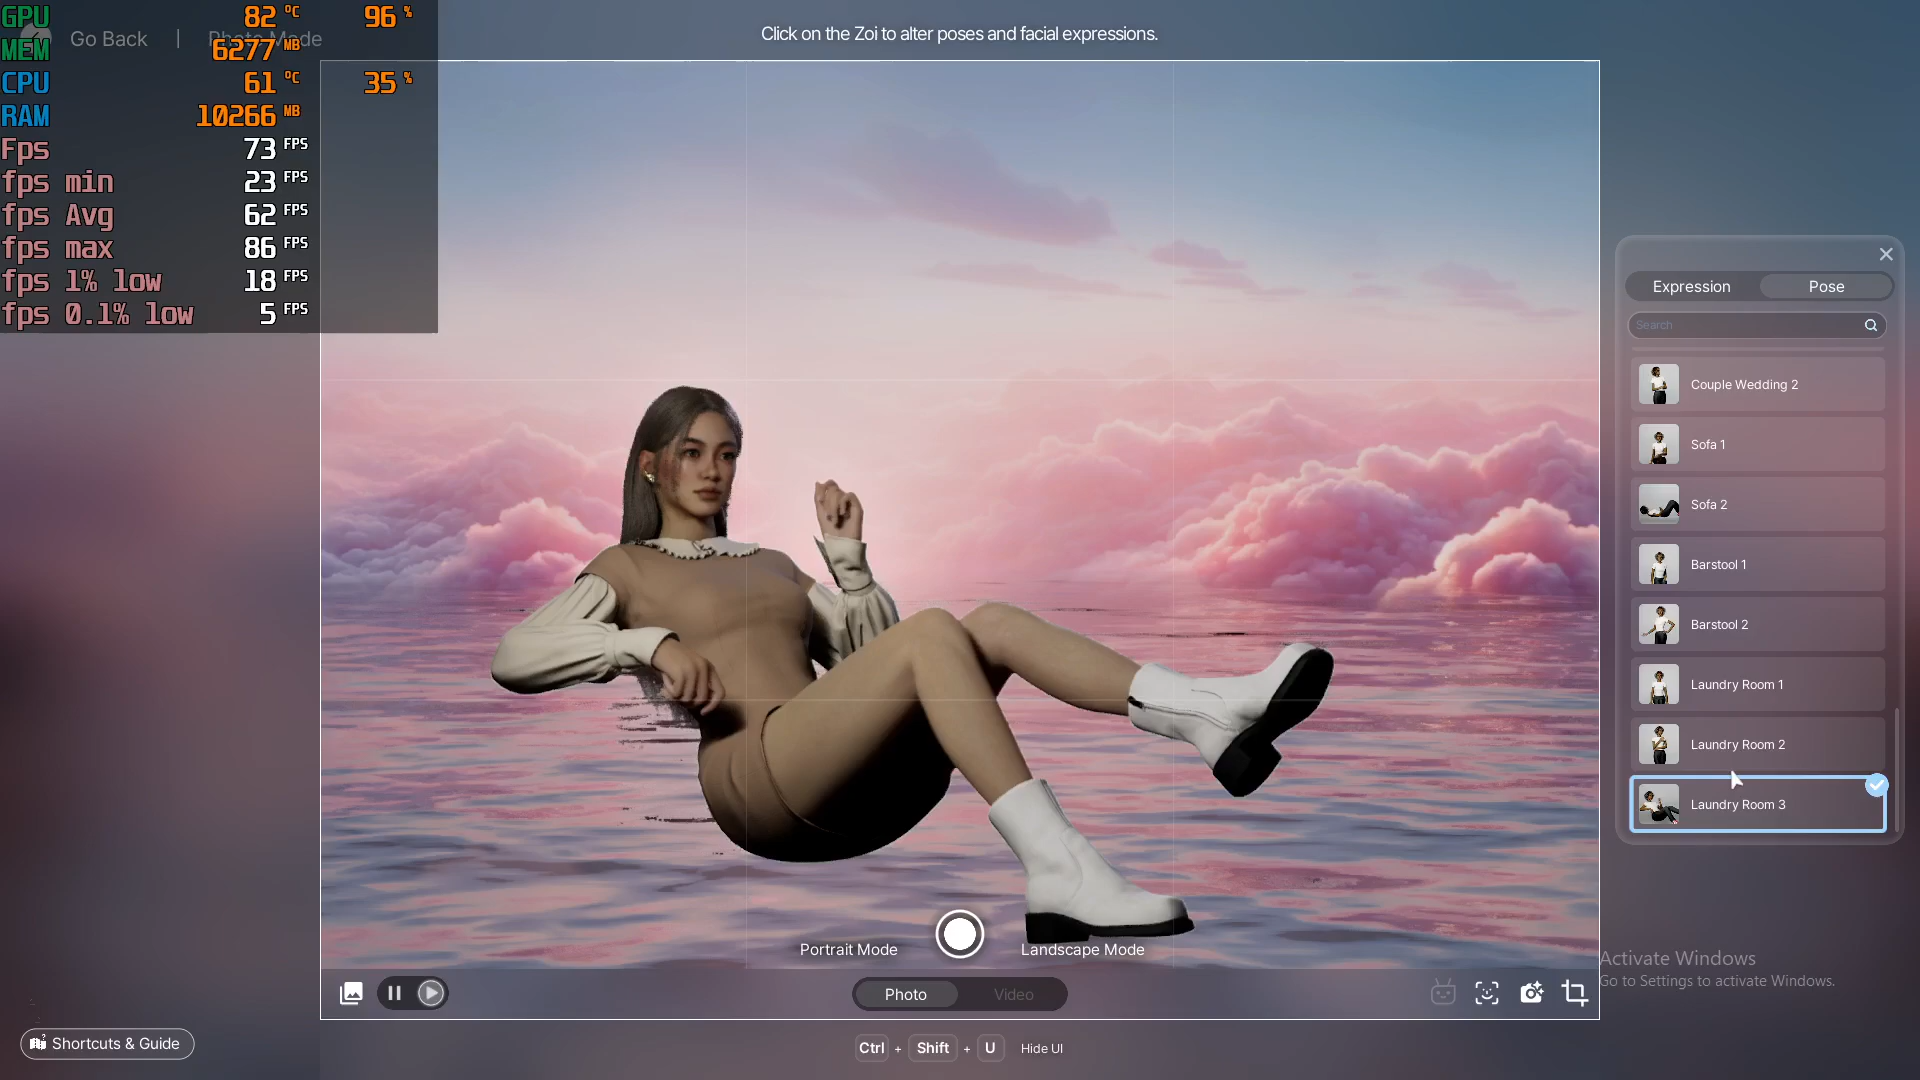 GPU 82 °C 96 %
Go Back | Photo Mode
MEM 6277 MB
CPU 61 °C 35 %
RAM 10266 MB
Fps 73 FPS
fps min 23 FPS
fps Avg 62 FPS
fps max 86 FPS
fps 1% low 18 FPS
fps 0.1% low 5 FPS
Click on the Zoi to alter poses and facial expressions.
Expression Pose
Search
Couple Wedding 2
Sofa 1
Sofa 2
Barstool 1
Barstool 2
Laundry Room 1
Laundry Room 2
Laundry Room 3
Portrait Mode Landscape Mode
Photo Video
Activate Windows
Go to Settings to activate Windows.
Shortcuts & Guide
Ctrl + Shift + U Hide UI